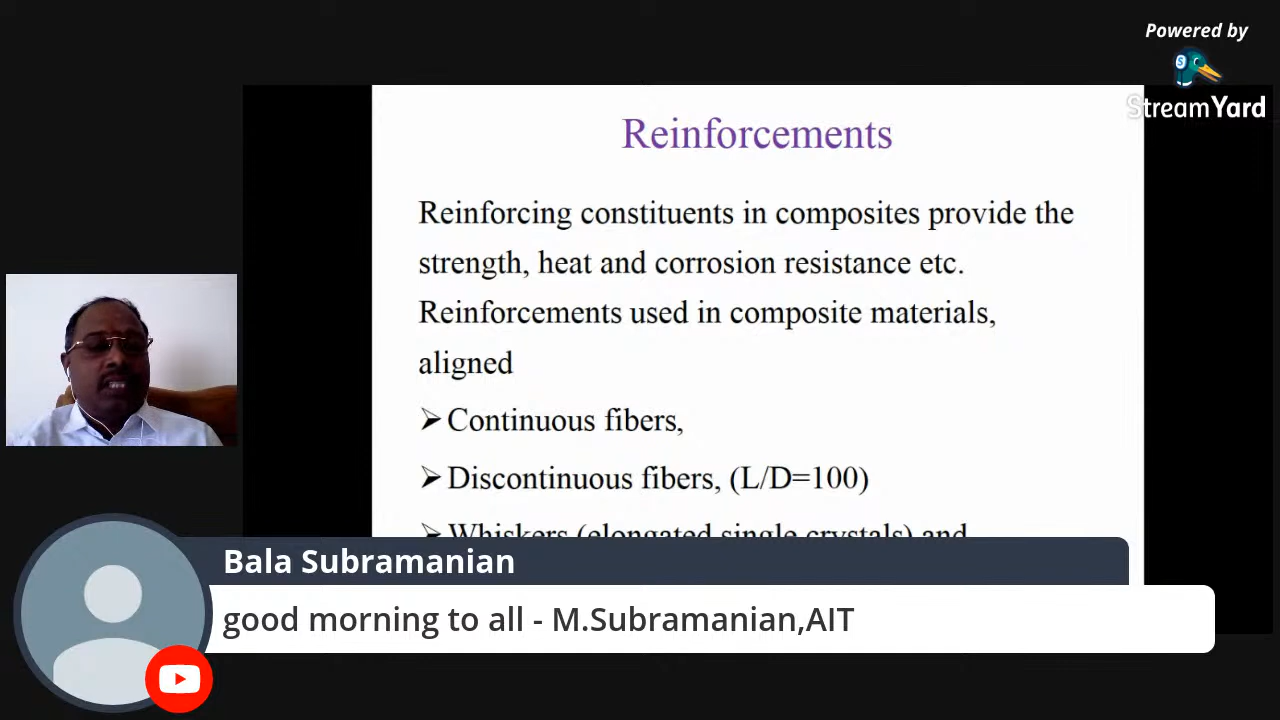 Powered by
StreamYard
Reinforcements
Reinforcing constituents in composites provide the
strength, heat and corrosion resistance etc.
Reinforcements used in composite materials,
aligned
➢ Continuous fibers,
➢ Discontinuous fibers, (L/D=100)
➢ Whiskers (elongated single crystals) and
Bala Subramanian
good morning to all - M.Subramanian,AIT